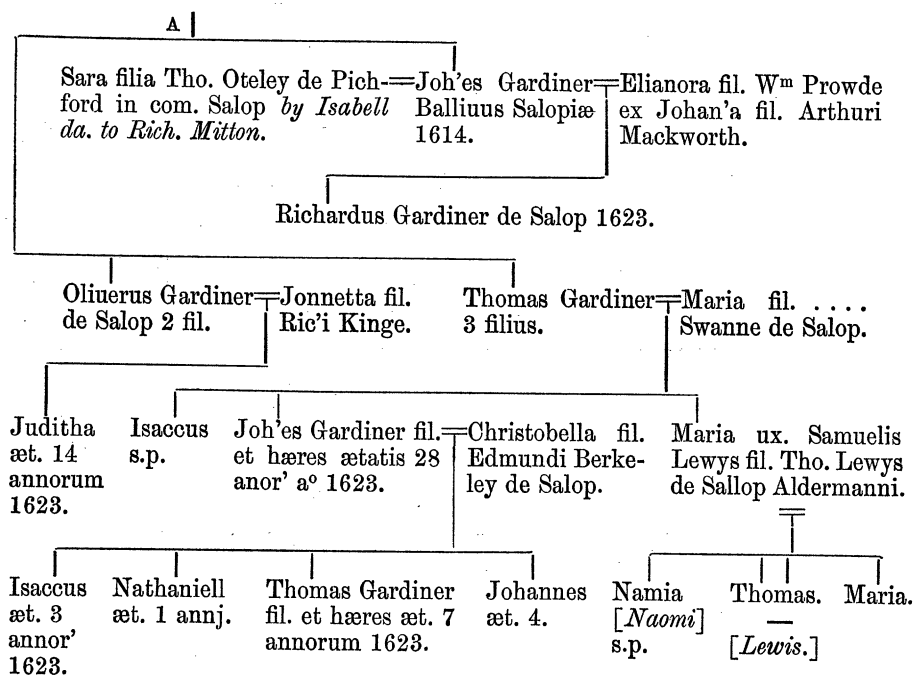 A
Sara filia Tho. Oteley de Pich-
ford in com. Salop by Isabell
da. to Rich. Mitton.
Joh'es Gardiner
Balliuus Salopiæ
1614.
Elianora fil. Wᵐ Prowde
ex Johan'a fil. Arthuri
Mackworth.
Richardus Gardiner de Salop 1623.
Oliuerus Gardiner
de Salop 2 fil.
Jonnetta fil.
Ric'i Kinge.
Thomas Gardiner
3 filius.
Maria fil. ....
Swanne de Salop.
Juditha
æt. 14
annorum
1623.
Isaccus
s.p.
Joh'es Gardiner fil.
et hæres ætatis 28
anor' aº 1623.
Christobella fil.
Edmundi Berke-
ley de Salop.
Maria ux. Samuelis
Lewys fil. Tho. Lewys
de Sallop Aldermanni.
Isaccus
æt. 3
annor'
1623.
Nathaniell
æt. 1 annj.
Thomas Gardiner
fil. et hæres æt. 7
annorum 1623.
Johannes
æt. 4.
Namia
[Naomi]
s.p.
Thomas.
—
[Lewis.]
Maria.